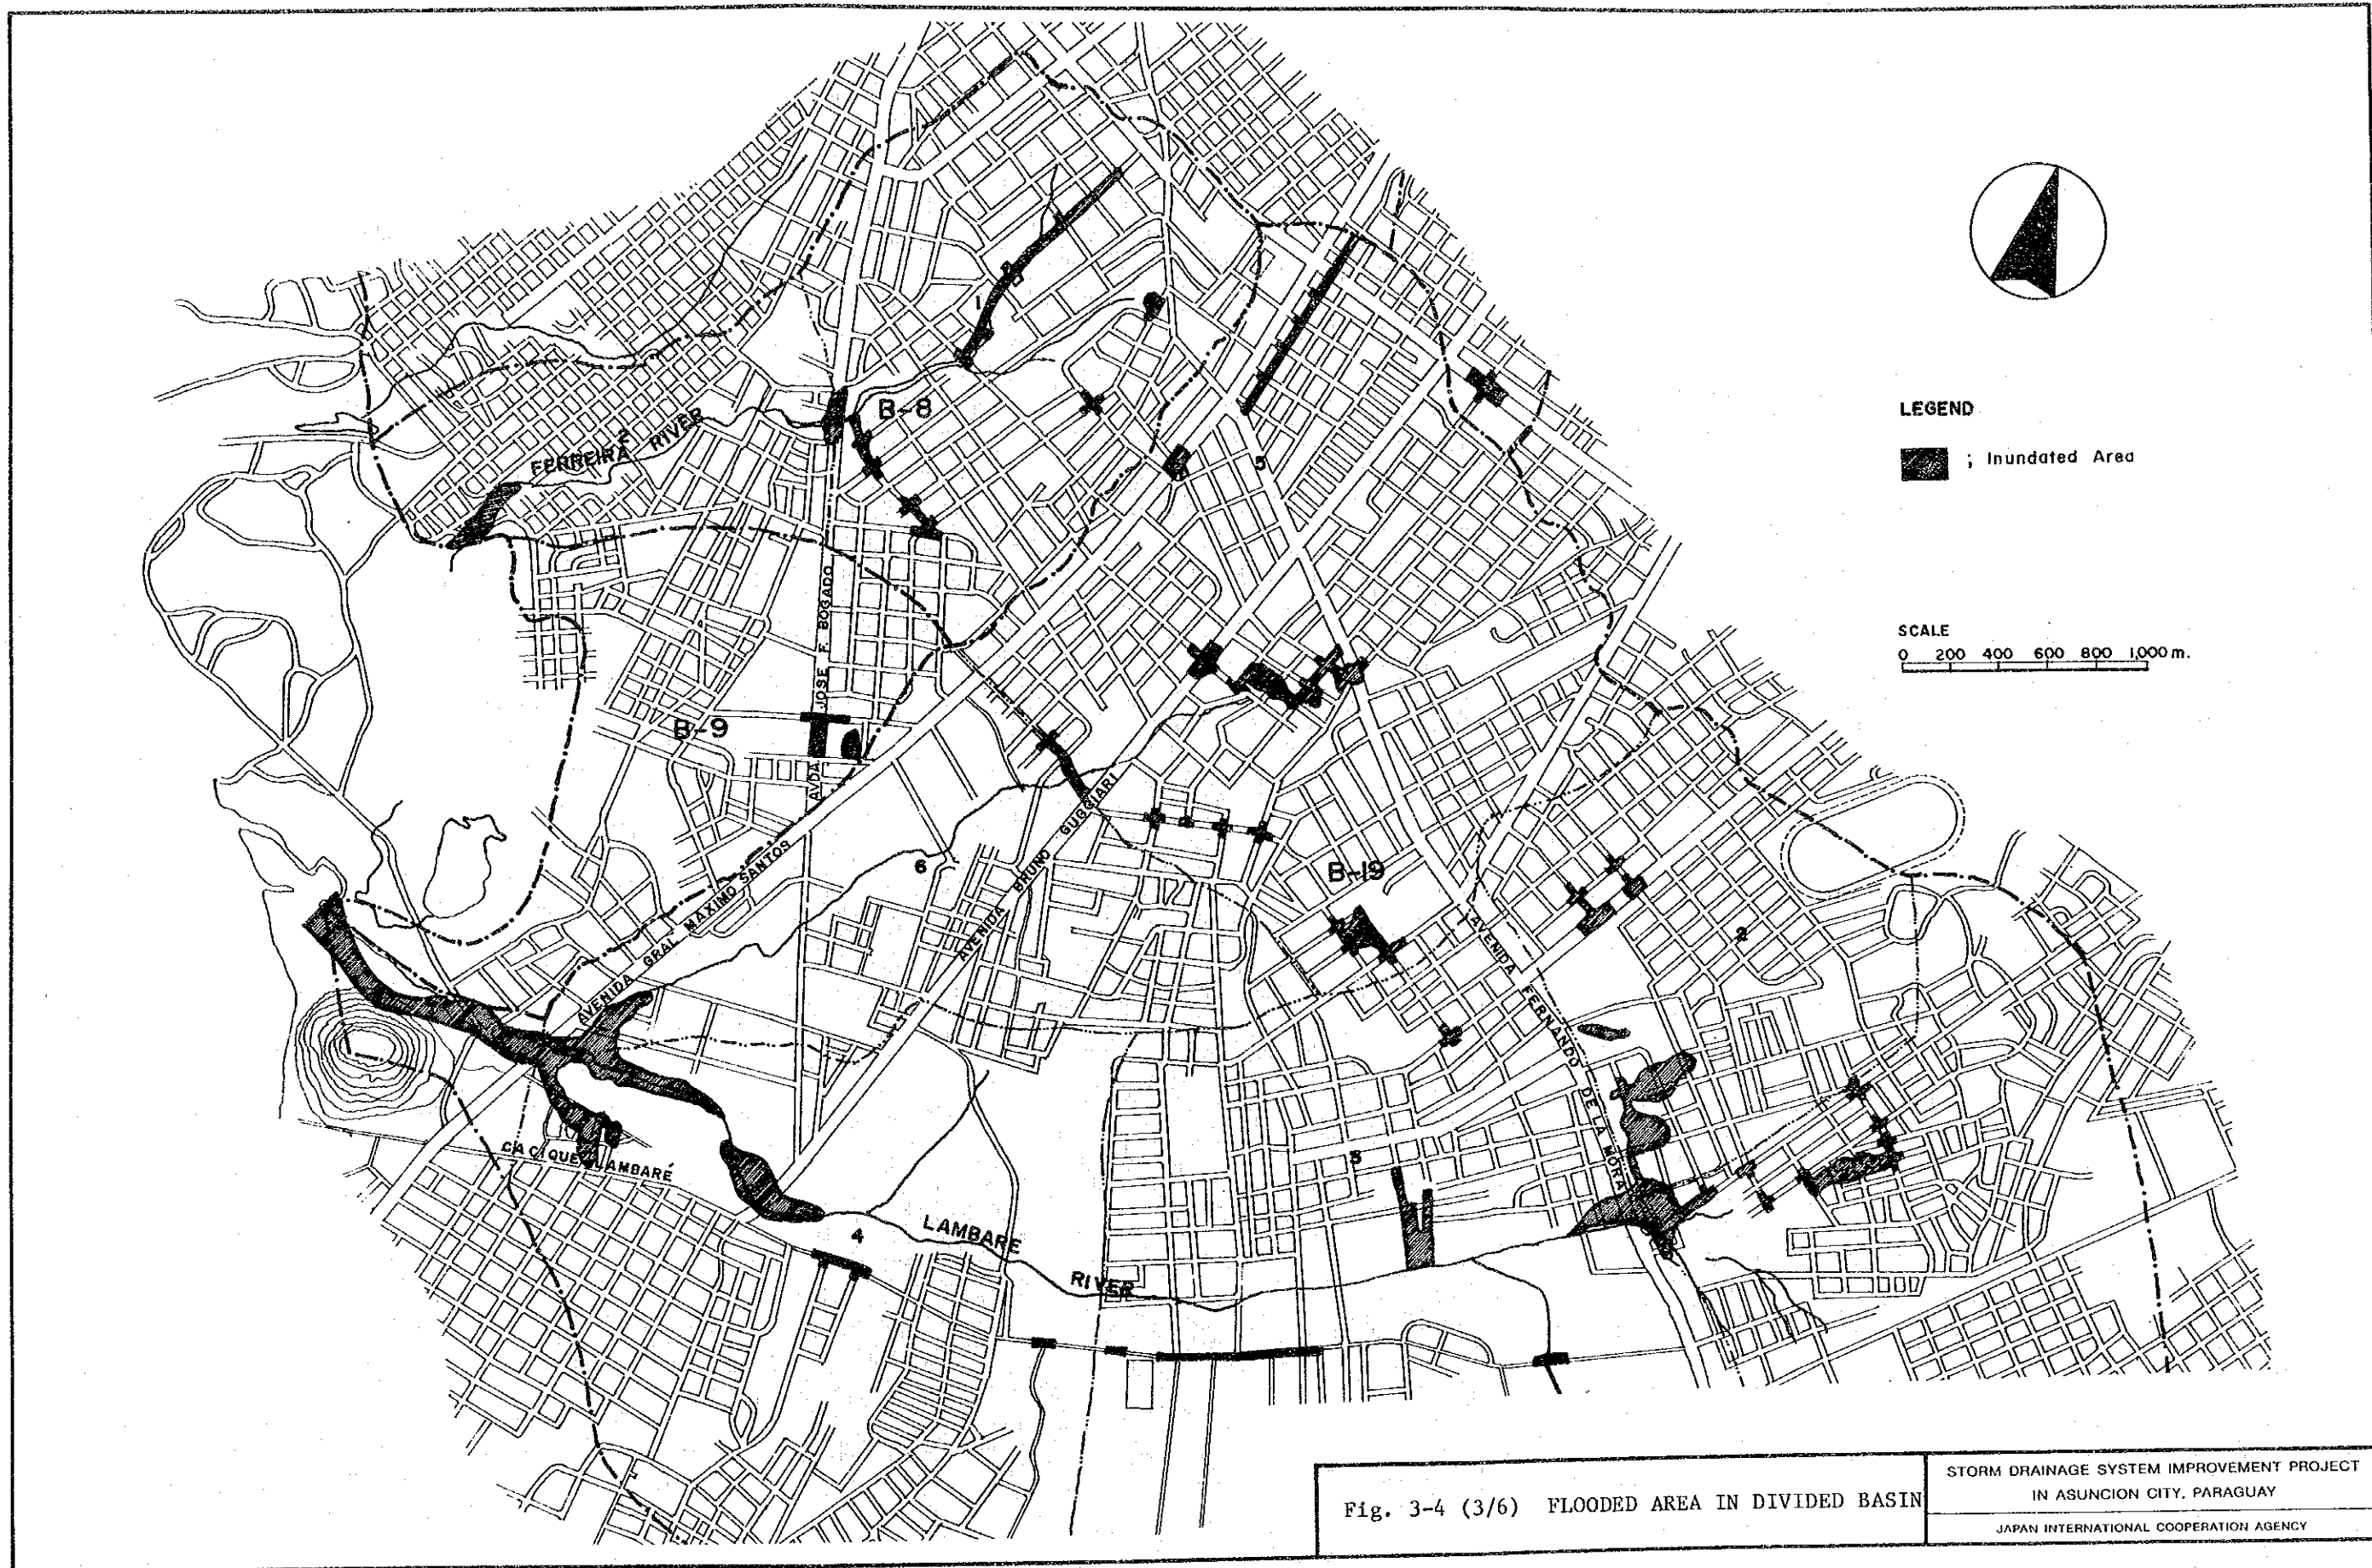 1
B-8
2
FERREIRA RIVER
5
LEGEND
; Inundated Area
SCALE
0 200 400 600 800 1,000 m.
AVDA JOSE F BOGADO
B-9
6
AVENIDA GRAL. MAXIMO SANTOS
AVENIDA BRUNO GUGGIARI
B-19
2
AVENIDA FERNANDO DE LA MORA
CACIQUE LAMBARÉ
3
4
LAMBARE RIVER
Fig. 3-4 (3/6) FLOODED AREA IN DIVIDED BASIN
STORM DRAINAGE SYSTEM IMPROVEMENT PROJECT
IN ASUNCION CITY, PARAGUAY
JAPAN INTERNATIONAL COOPERATION AGENCY